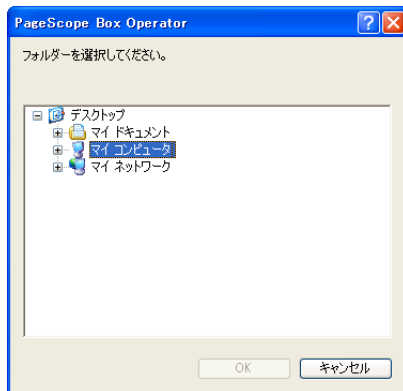 PageScope Box Operator
フォルダーを選択してください。
デスクトップ
マイ ドキュメント
マイ コンピュータ
マイ ネットワーク
OK
キャンセル